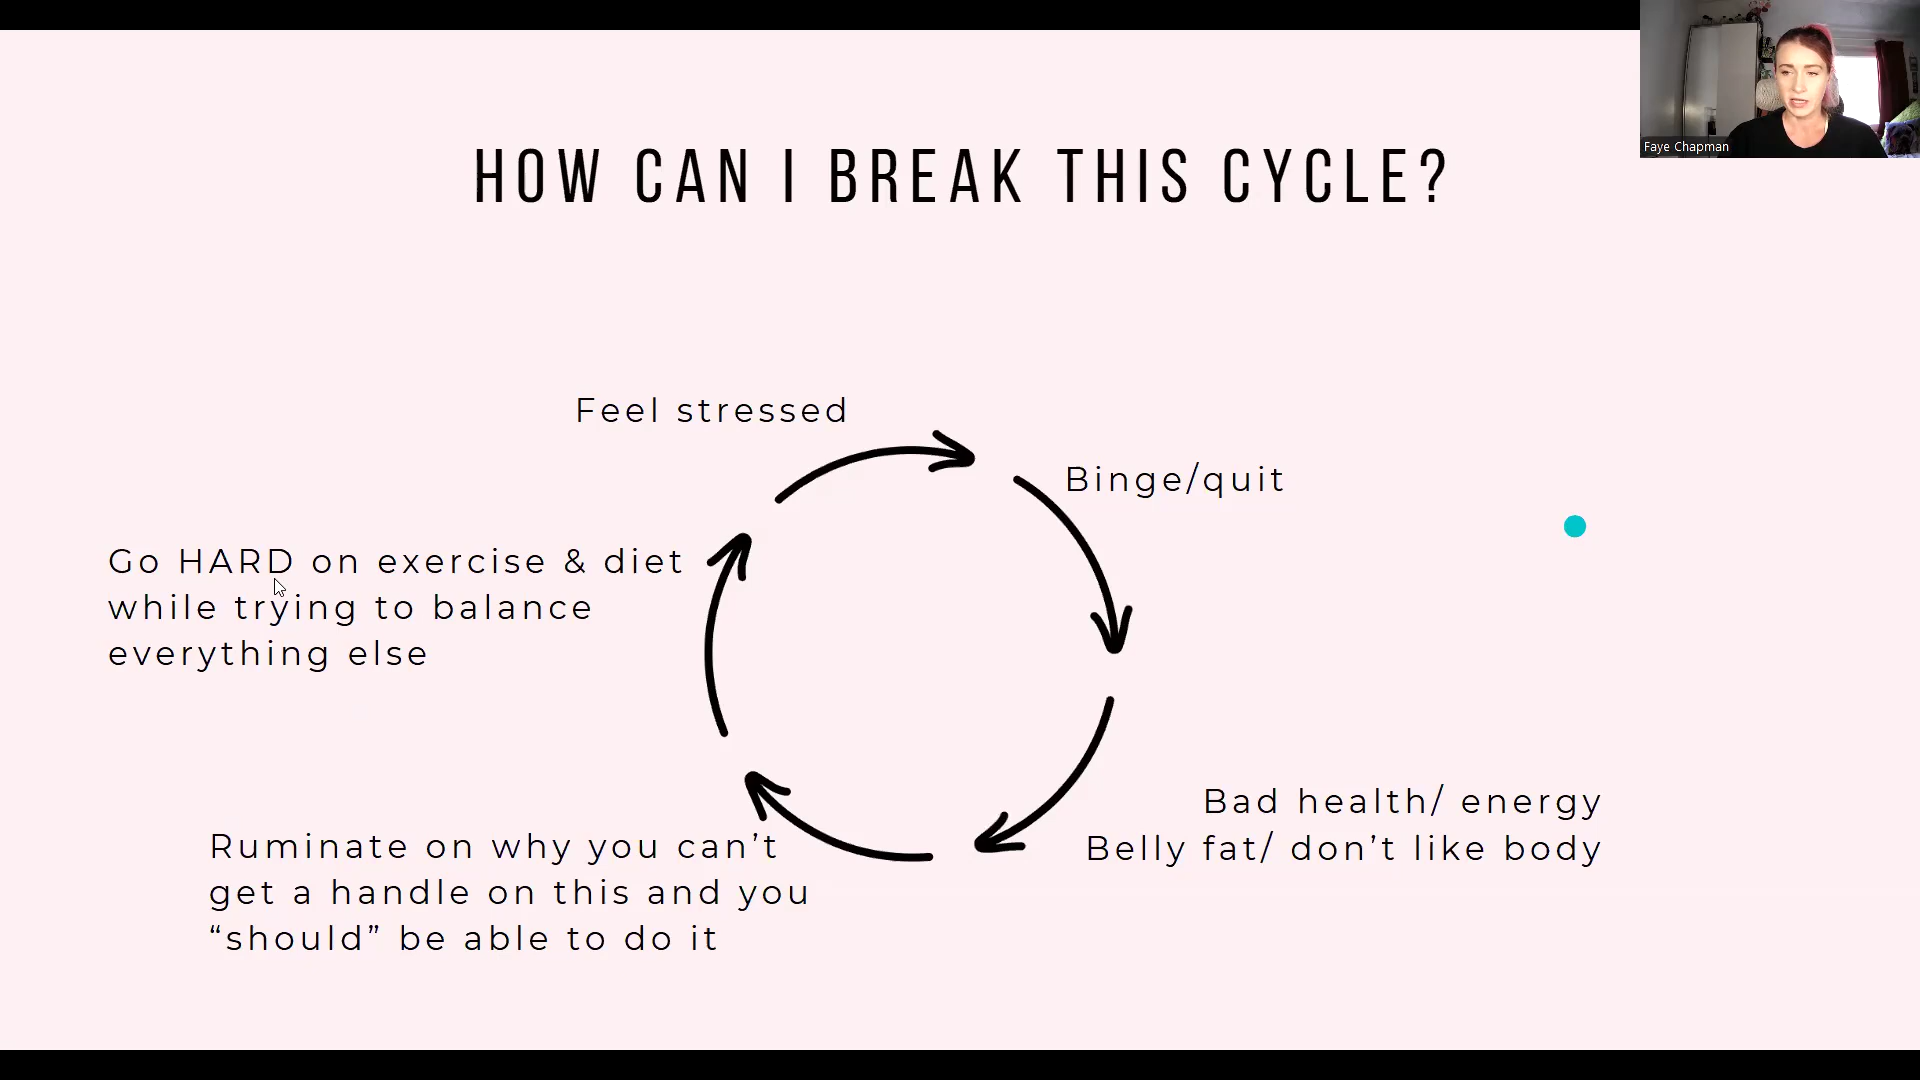 Faye Chapman
HOW CAN I BREAK THIS CYCLE?
Feel stressed
Binge/quit
Go HARD on exercise & diet
while trying to balance
everything else
Bad health/ energy
Belly fat/ don’t like body
Ruminate on why you can’t
get a handle on this and you
“should” be able to do it